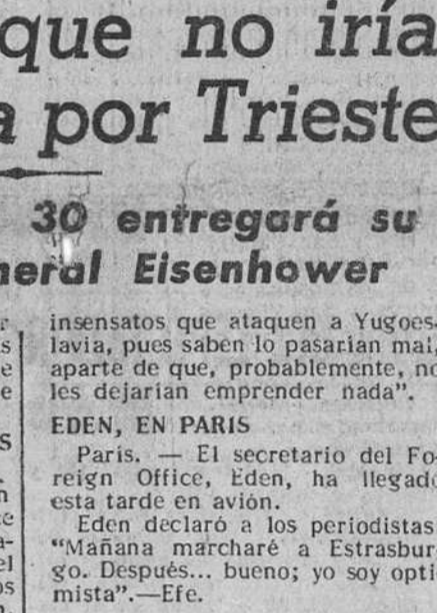 que no iría
a por Trieste
30 entregará su
neral Eisenhower
insensatos que ataquen a Yugoes-
lavia, pues saben lo pasarían mal,
aparte de que, probablemente, no
les dejarían emprender nada".
EDEN, EN PARIS
París. — El secretario del Fo-
reign Office, Eden, ha llegado
esta tarde en avión.
Eden declaró a los periodistas
"Mañana marcharé a Estrasbur-
go. Después... bueno; yo soy opti-
mista".—Efe.